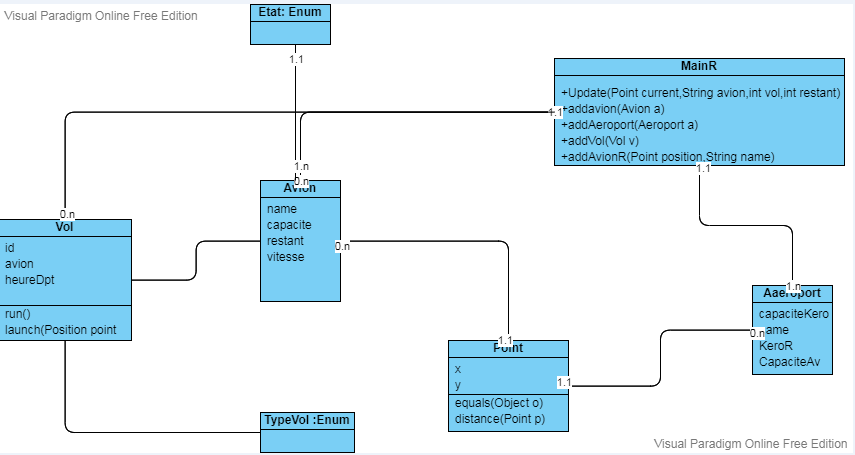 Visual Paradigm Online Free Edition
Etat: Enum
1.1
MainR
+Update(Point current,String avion,int vol,int restant)
+addavion(Avion a)
+addAeroport(Aeroport a)
+addVol(Vol v)
+addAvionR(Point position,String name)
1.1
1.1
1.n
0.n
Avion
name
capacite
restant
vitesse
0.n
0.n
Vol
id
avion
heureDpt
run()
launch(Position point
1.n
Aaeroport
capaciteKero
name
KeroR
CapaciteAv
0.n
1.1
Point
x
y
equals(Object o)
distance(Point p)
1.1
TypeVol :Enum
Visual Paradigm Online Free Edition